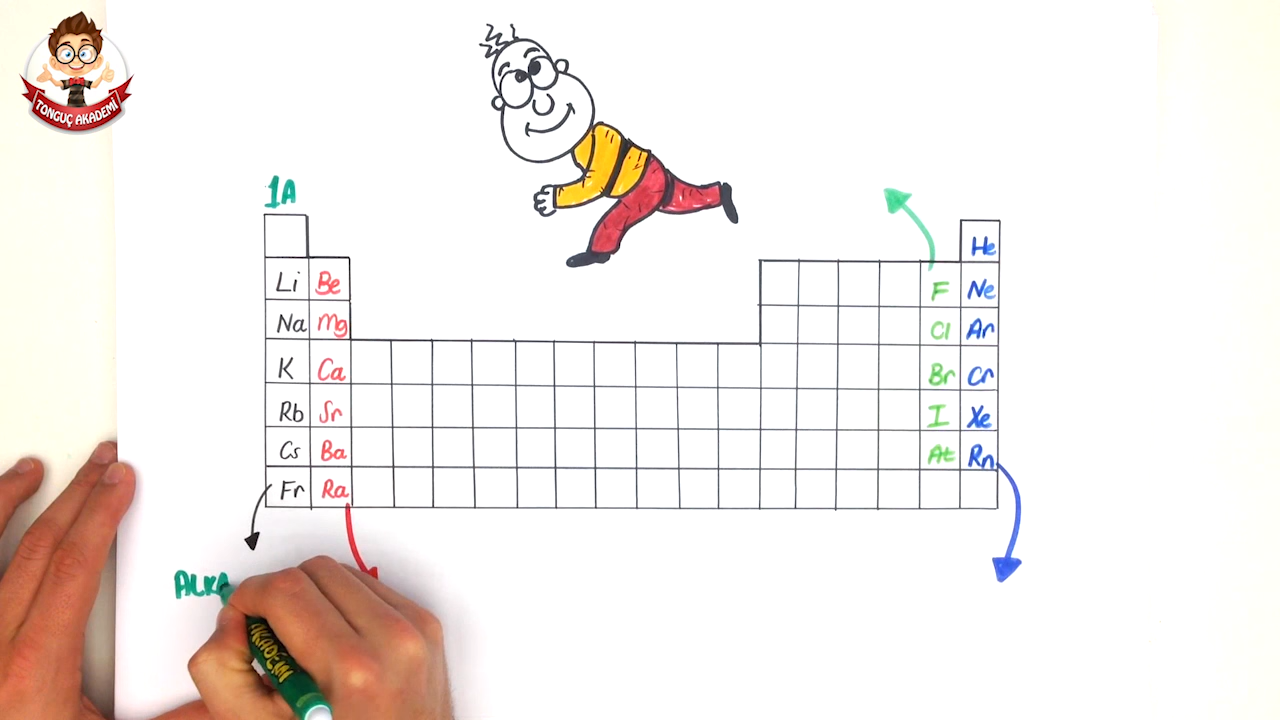 TONGUÇ AKADEMİ
1A
He
Li Be F Ne
Na Mg Cl Ar
K Ca Br Cr
Rb Sr I Xe
Cs Ba At Rn
Fr Ra
ALKA
AKADEMİ